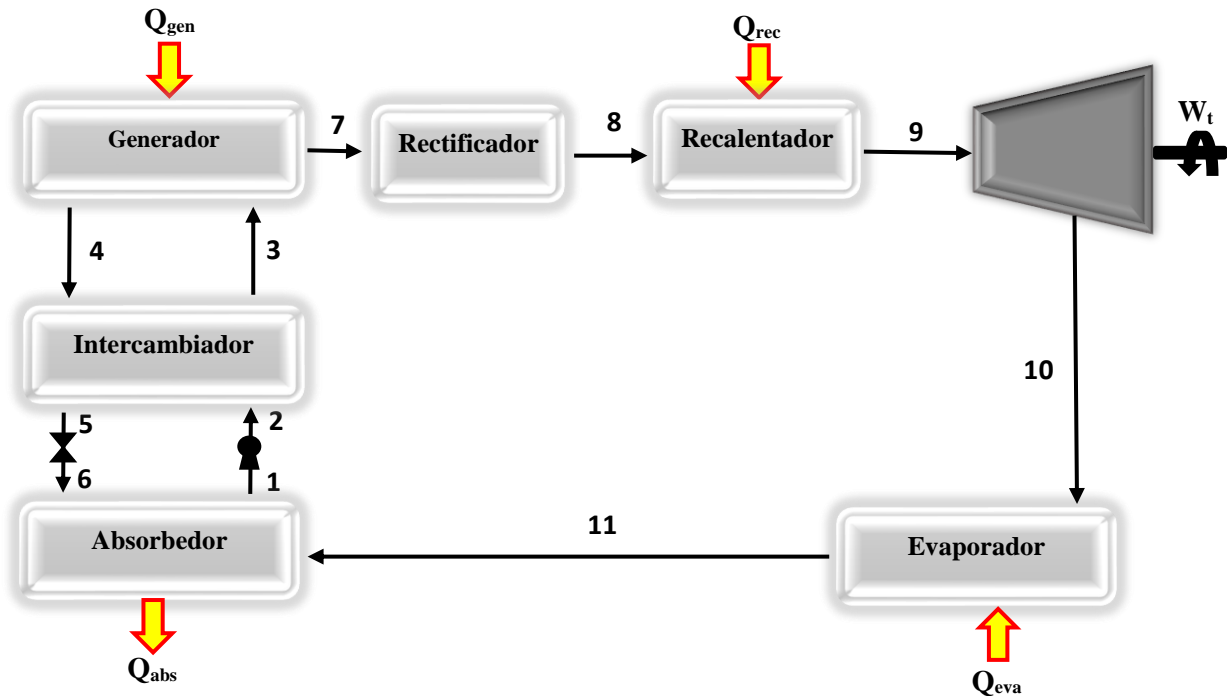 Qgen
Qrec
Generador
7
Rectificador
8
Recalentador
9
Wt
4
3
Intercambiador
10
5
2
6
1
Absorbedor
11
Evaporador
Qabs
Qeva